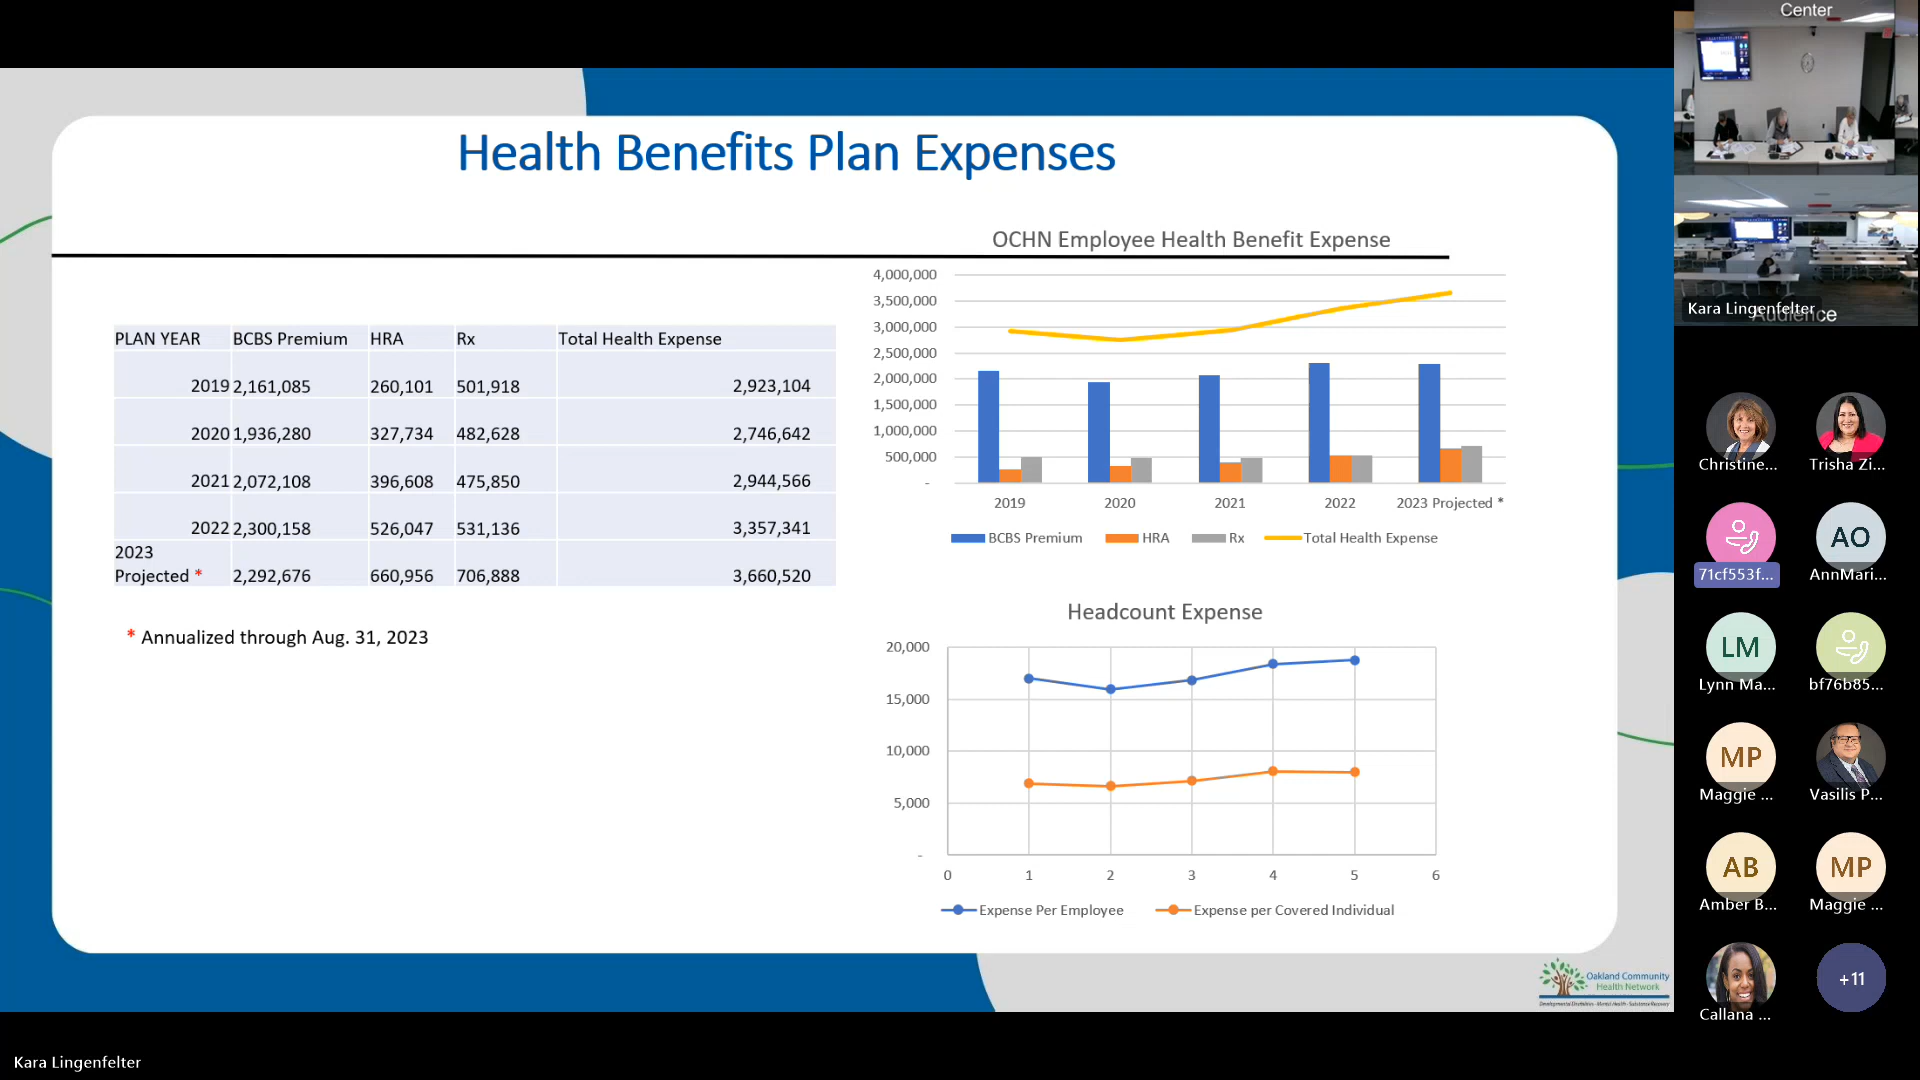 Health Benefits Plan Expenses
PLAN YEAR BCBS Premium HRA Rx Total Health Expense
2019 2,161,085 260,101 501,918 2,923,104
2020 1,936,280 327,734 482,628 2,746,642
2021 2,072,108 396,608 475,850 2,944,566
2022 2,300,158 526,047 531,136 3,357,341
2023
Projected * 2,292,676 660,956 706,888 3,660,520
* Annualized through Aug. 31, 2023
OCHN Employee Health Benefit Expense
4,000,000
3,500,000
3,000,000
2,500,000
2,000,000
1,500,000
1,000,000
500,000
-
2019 2020 2021 2022 2023 Projected *
BCBS Premium HRA Rx Total Health Expense
Headcount Expense
20,000
15,000
10,000
5,000
-
0 1 2 3 4 5 6
Expense Per Employee Expense per Covered Individual
Oakland Community
Health Network
Developmental Disabilities - Mental Health - Substance Recovery
Center
Kara Lingenfelter
Audience
Christine... Trisha Zi...
71cf553f...
AO
AnnMari...
LM
Lynn Ma...
bf76b85...
MP
Maggie ...
Vasilis P...
AB
Amber B...
MP
Maggie ...
Callana ...
+11
Kara Lingenfelter